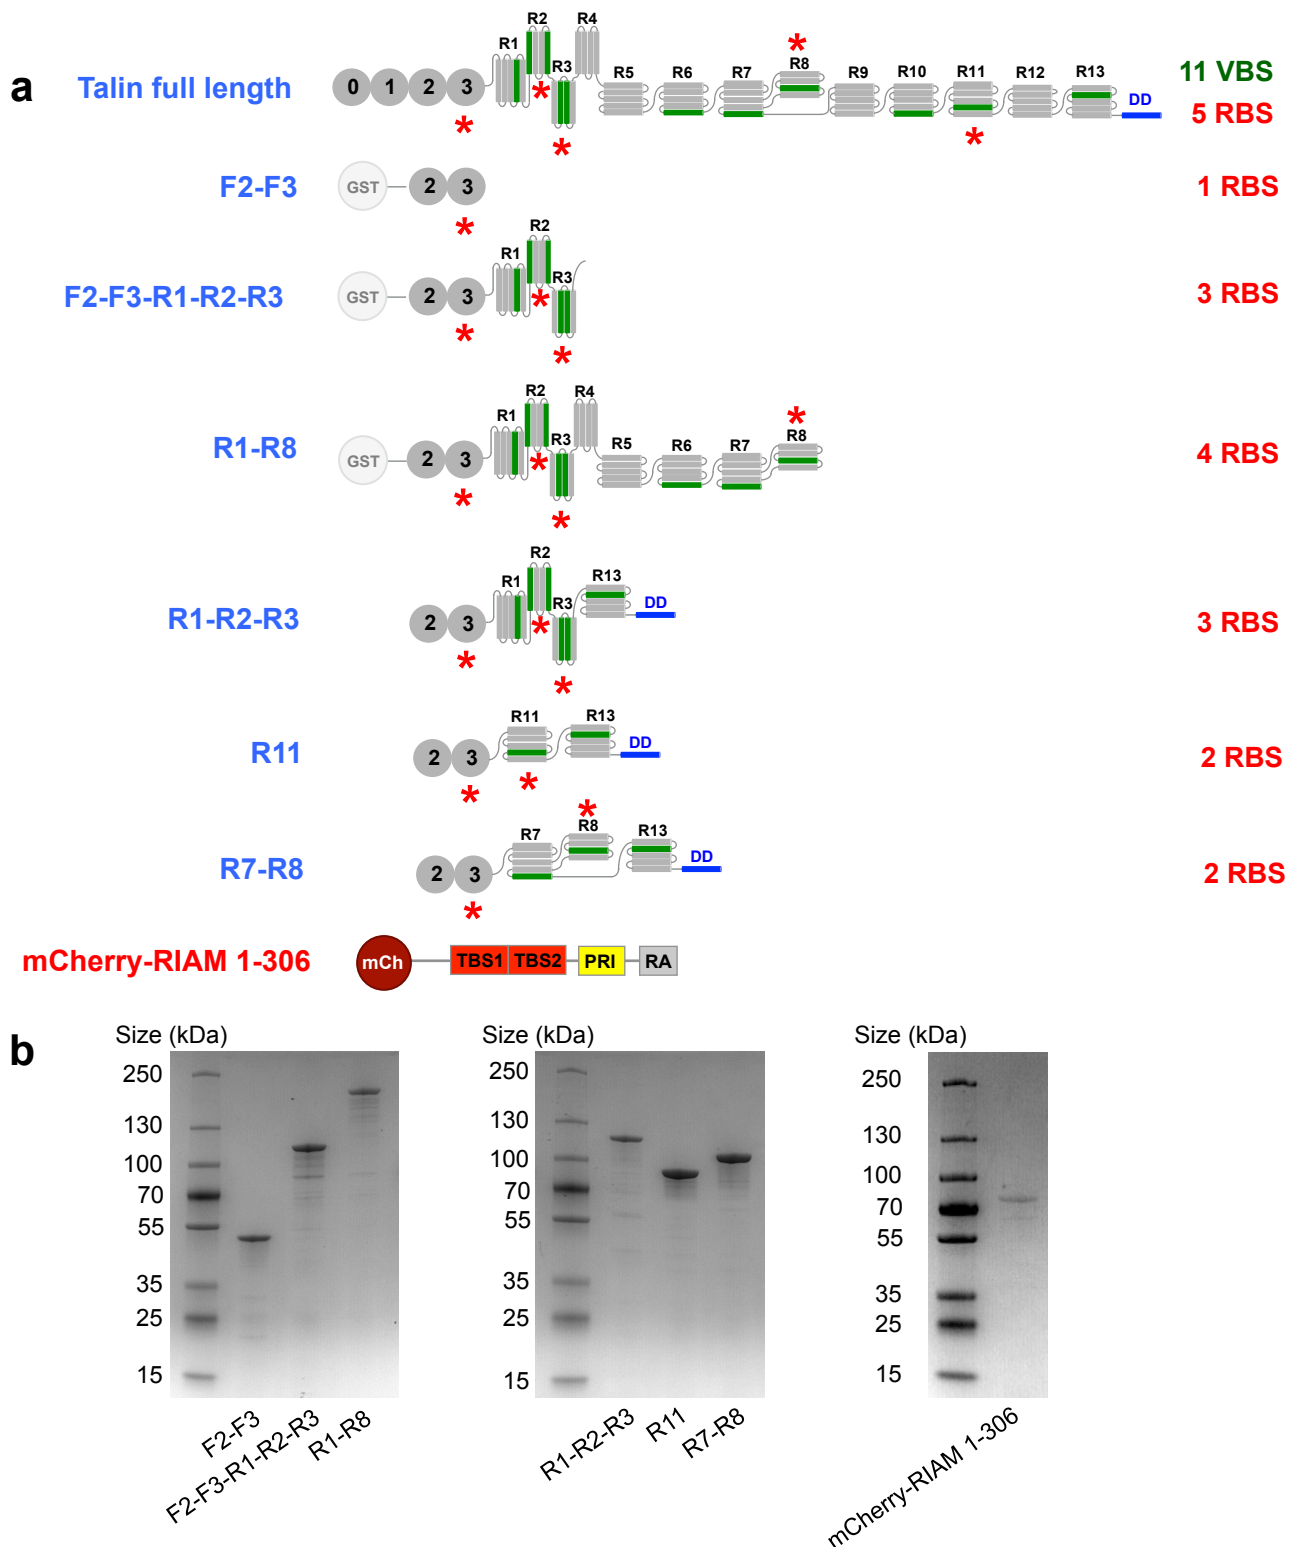 a
Talin full length
0 1 2 3
R1 R2 R3 R4 R5 R6 R7 R8 R9 R10 R11 R12 R13 DD
* * * * *
11 VBS
5 RBS
F2-F3
GST 2 3
*
1 RBS
F2-F3-R1-R2-R3
GST 2 3 R1 R2 R3
* * *
3 RBS
R1-R8
GST 2 3 R1 R2 R3 R4 R5 R6 R7 R8
* * * *
4 RBS
R1-R2-R3
2 3 R1 R2 R3 R13 DD
* * *
3 RBS
R11
2 3 R11 R13 DD
* *
2 RBS
R7-R8
2 3 R7 R8 R13 DD
* *
2 RBS
mCherry-RIAM 1-306
mCh TBS1 TBS2 PRI RA
b
Size (kDa)
250
130
100
70
55
35
25
15
F2-F3
F2-F3-R1-R2-R3
R1-R8
Size (kDa)
250
130
100
70
55
35
25
15
R1-R2-R3
R11
R7-R8
Size (kDa)
250
130
100
70
55
35
25
15
mCherry-RIAM 1-306